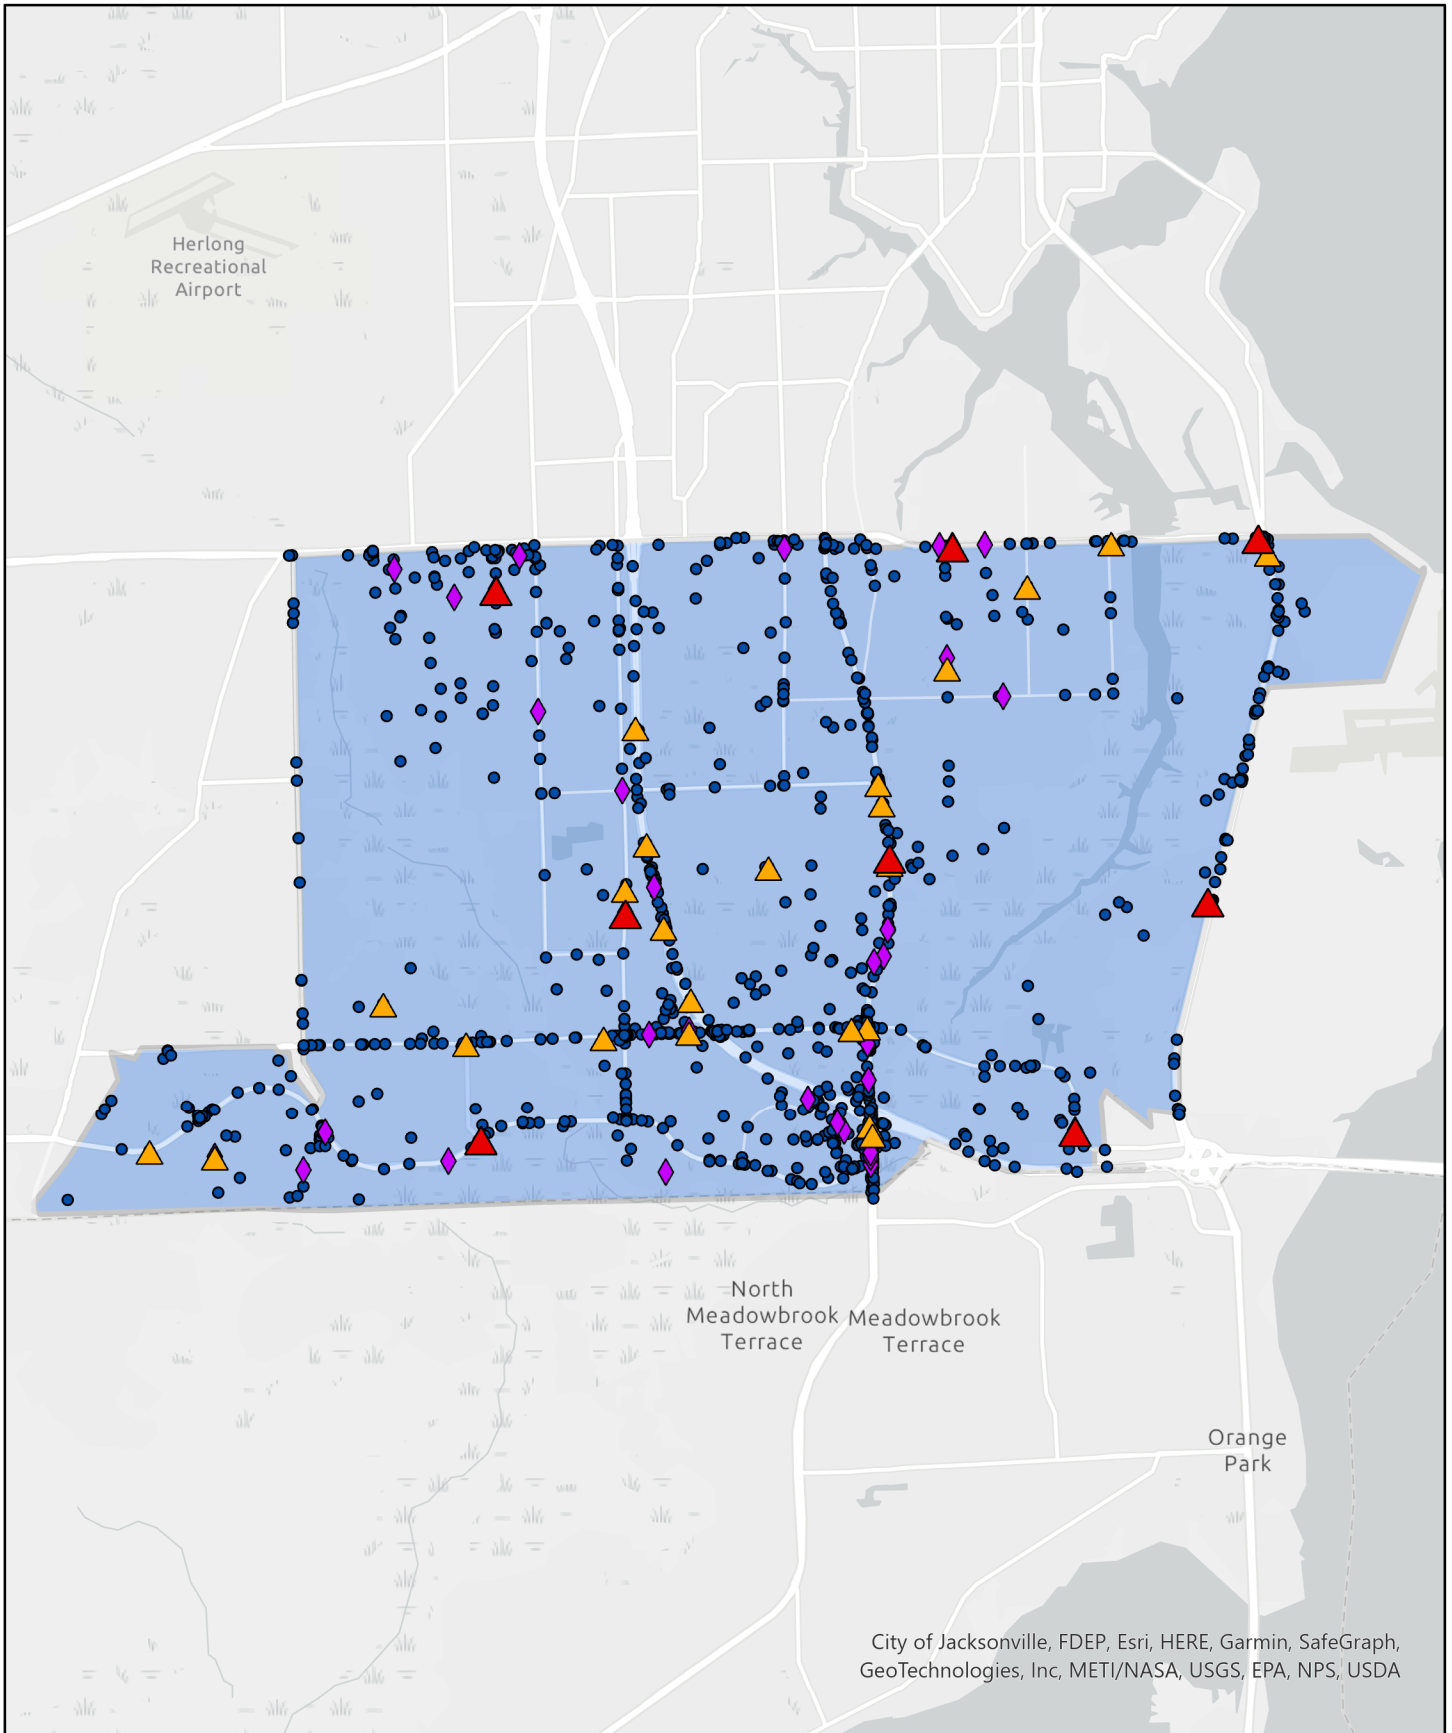 Herlong
Recreational
Airport
North
Meadowbrook
Terrace
Meadowbrook
Terrace
Orange
Park
City of Jacksonville, FDEP, Esri, HERE, Garmin, SafeGraph,
GeoTechnologies, Inc, METI/NASA, USGS, EPA, NPS, USDA